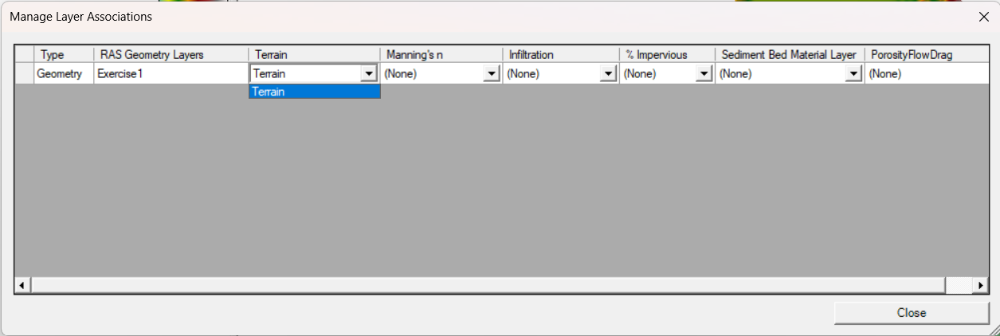 Manage Layer Associations
Type RAS Geometry Layers Terrain Manning's n Infiltration % Impervious Sediment Bed Material Layer PorosityFlowDrag
Geometry Exercise1 Terrain (None) (None) (None) (None) (None)
Terrain
Close